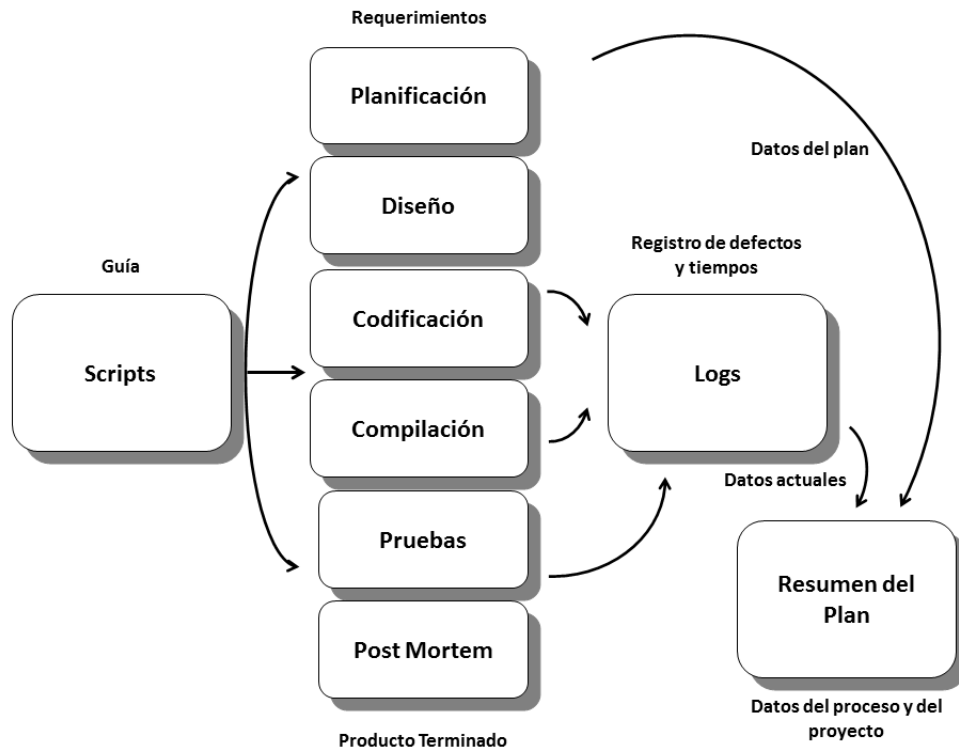 Requerimientos
Planificación
Datos del plan
Diseño
Registro de defectos
y tiempos
Guía
Codificación
Scripts
Logs
Compilación
Datos actuales
Pruebas
Resumen del
Plan
Post Mortem
Datos del proceso y del
proyecto
Producto Terminado